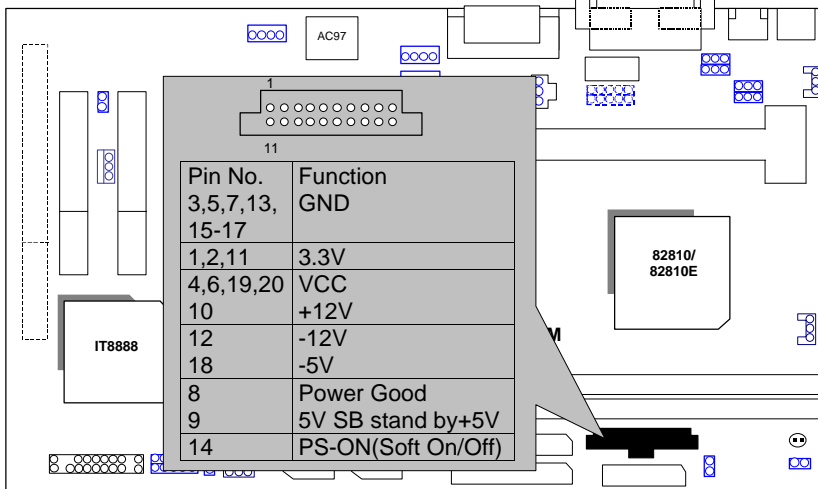 AC97
1
11
Pin No. Function
3,5,7,13, GND
15-17
1,2,11 3.3V
4,6,19,20 VCC
10 +12V
12 -12V
18 -5V
8 Power Good
9 5V SB stand by+5V
14 PS-ON(Soft On/Off)
82810/
82810E
IT8888
M